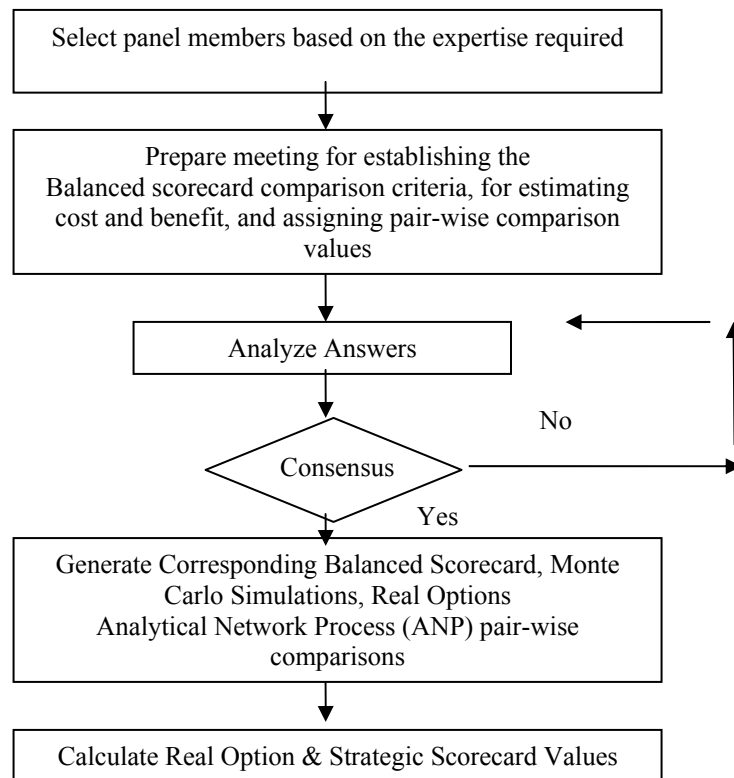 Select panel members based on the expertise required
Prepare meeting for establishing the
Balanced scorecard comparison criteria, for estimating
cost and benefit, and assigning pair-wise comparison
values
Analyze Answers
No
Consensus
Yes
Generate Corresponding Balanced Scorecard, Monte
Carlo Simulations, Real Options
Analytical Network Process (ANP) pair-wise
comparisons
Calculate Real Option & Strategic Scorecard Values